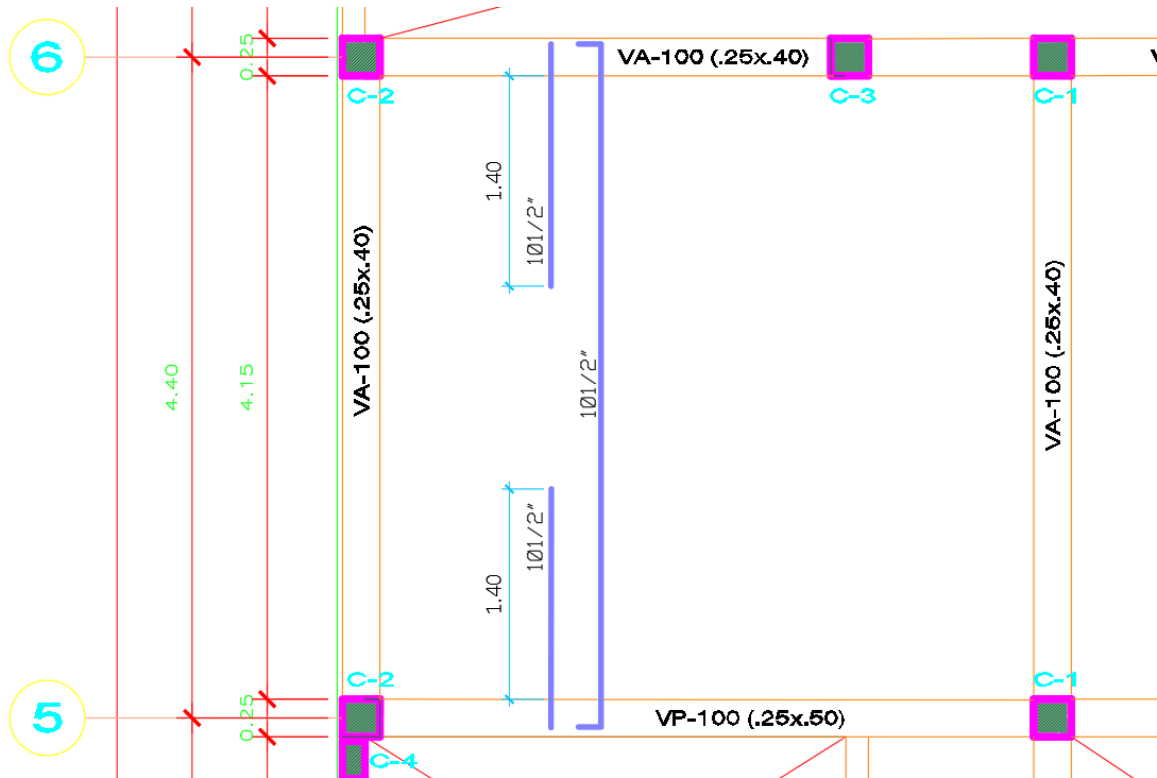 6
0.25
VA-100 (.25x.40)
C-2
C-3
C-1
1.40
1Ø1/2"
VA-100 (.25x.40)
4.40
4.15
1Ø1/2"
VA-100 (.25x.40)
1.40
1Ø1/2"
C-2
C-1
5
0.25
VP-100 (.25x.50)
C-4